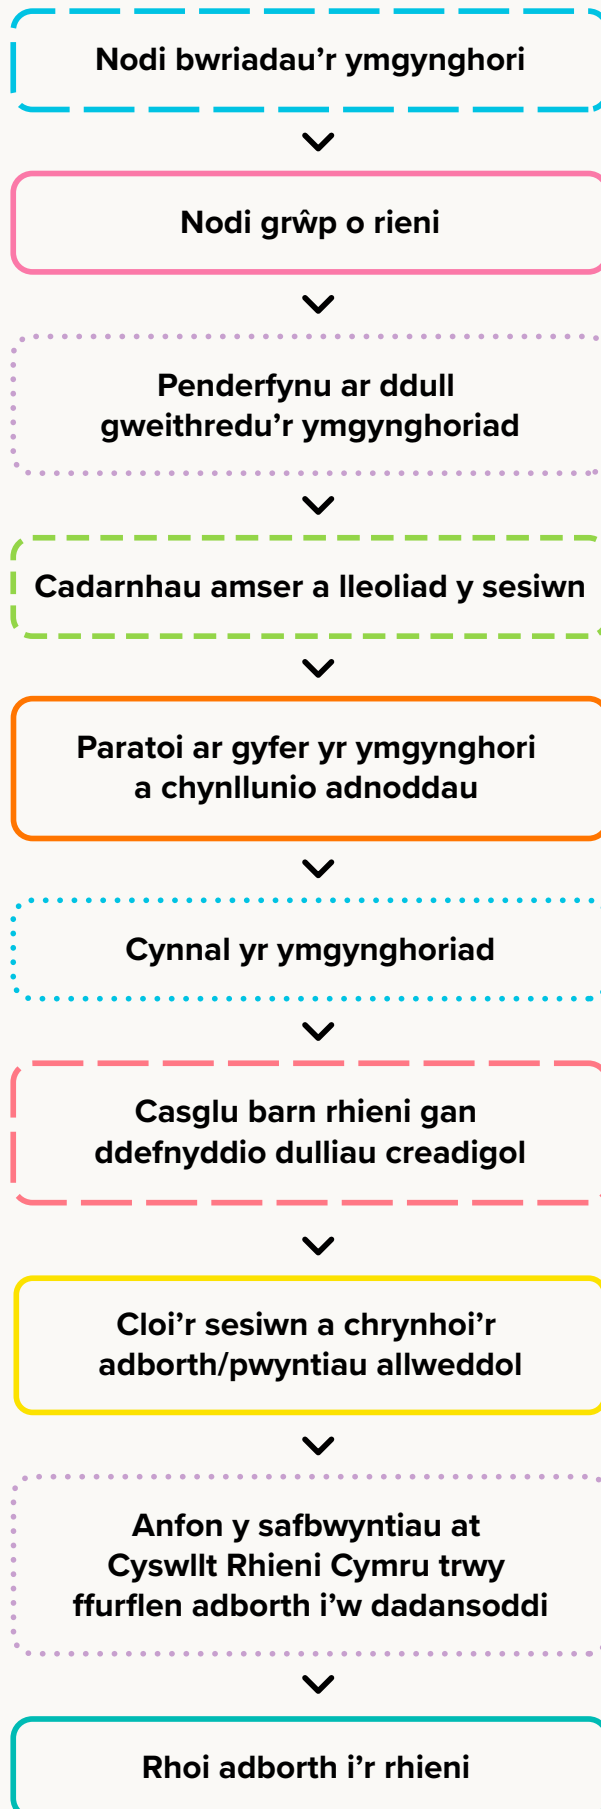 Nodi bwriadau’r ymgynghori
Nodi grŵp o rieni
Penderfynu ar ddull
gweithredu’r ymgynghoriad
Cadarnhau amser a lleoliad y sesiwn
Paratoi ar gyfer yr ymgynghori
a chynllunio adnoddau
Cynnal yr ymgynghoriad
Casglu barn rhieni gan
ddefnyddio dulliau creadigol
Cloi’r sesiwn a chrynhoi’r
adborth/pwyntiau allweddol
Anfon y safbwyntiau at
Cyswllt Rhieni Cymru trwy
ffurflen adborth i’w dadansoddi
Rhoi adborth i’r rhieni